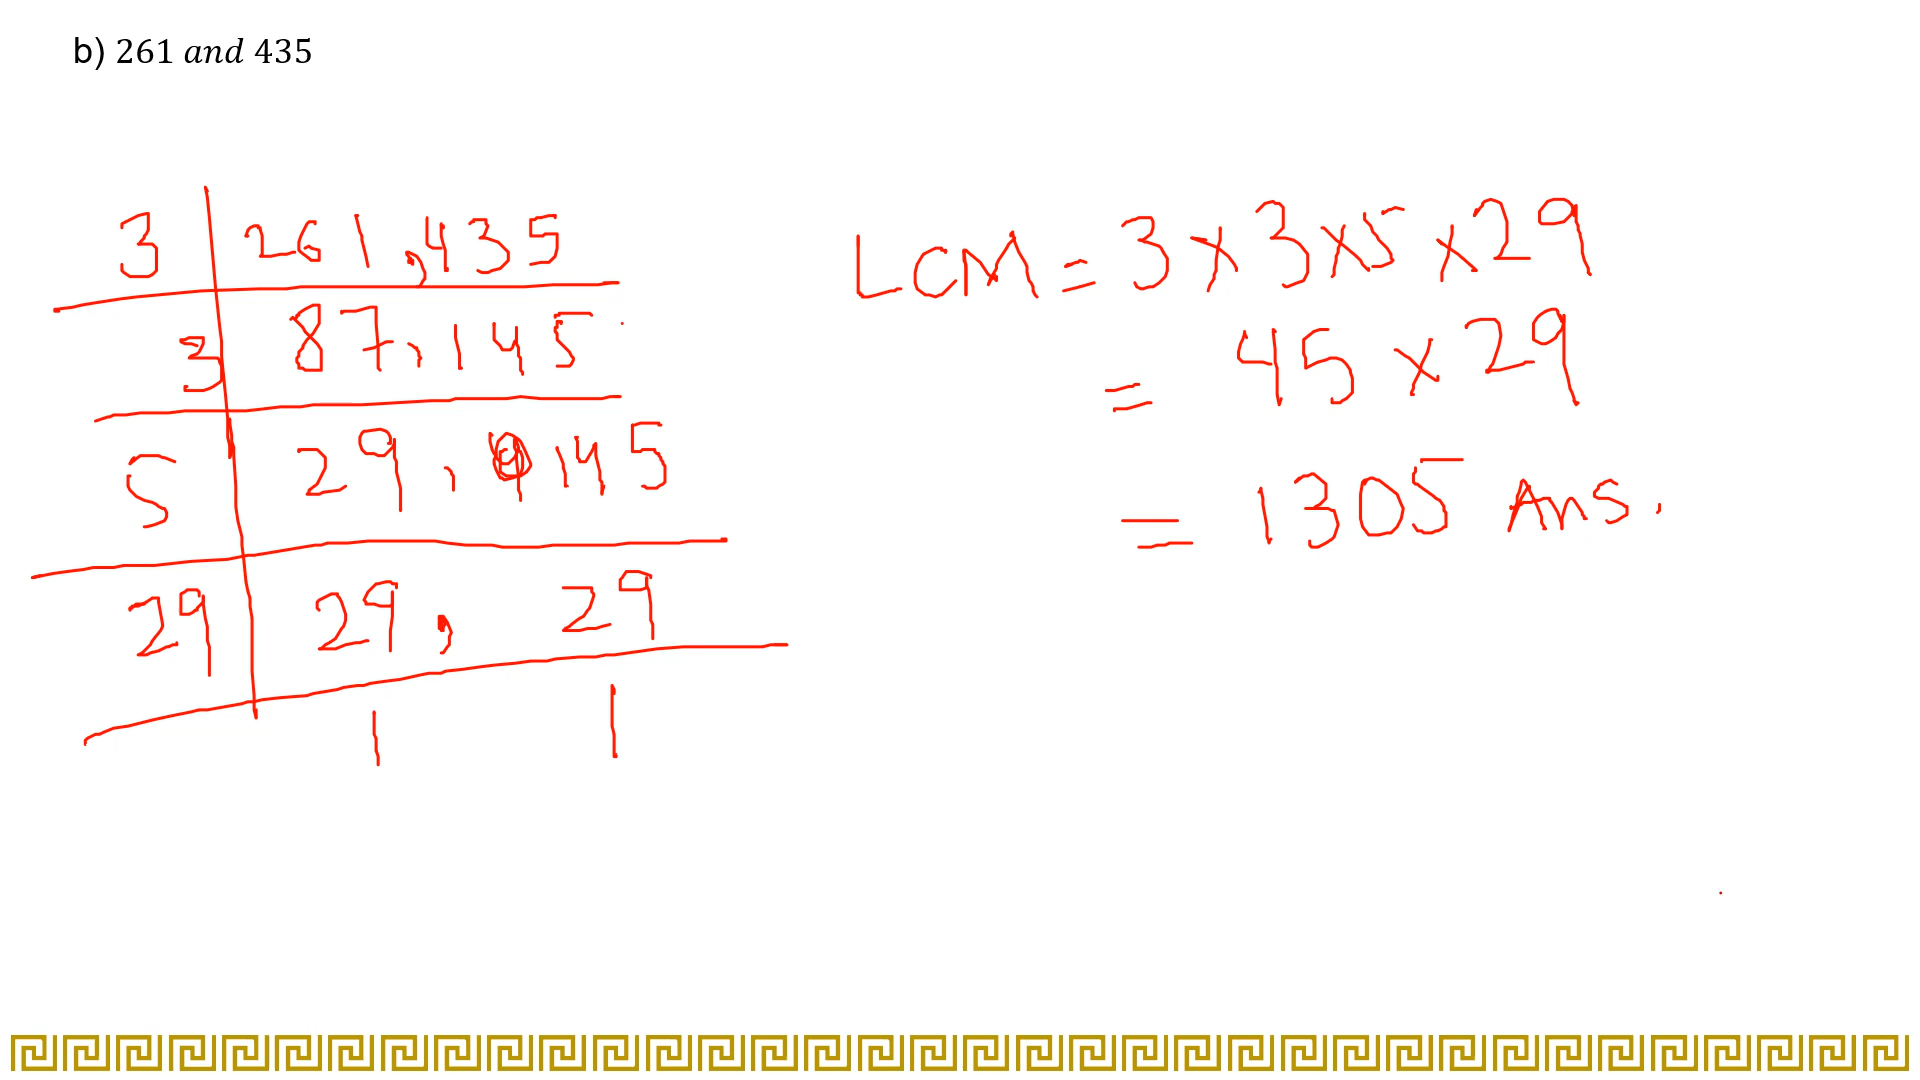 b) 261 and 435
3 261,435
3 87,145
5 29, 145
29 29, 29
1 1
LCM = 3 x 3 x 5 x 29
= 45 x 29
= 1305 Ans.